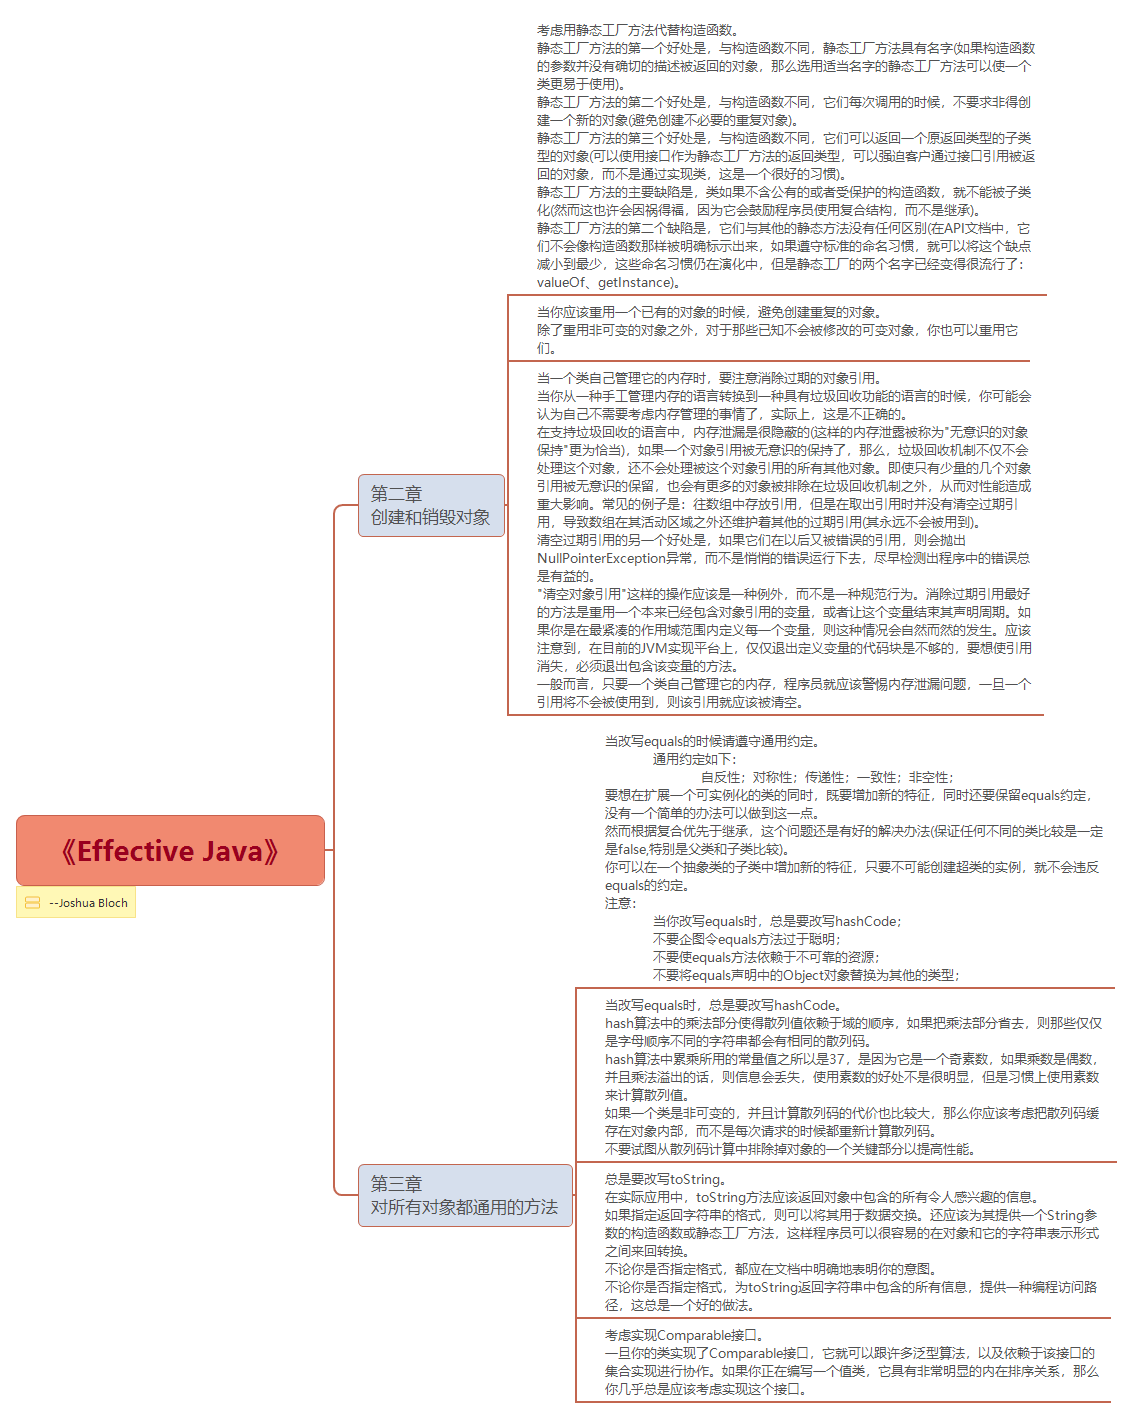 考虑用静态工厂方法代替构造函数。
静态工厂方法的第一个好处是，与构造函数不同，静态工厂方法具有名字(如果构造函数
的参数并没有确切的描述被返回的对象，那么选用适当名字的静态工厂方法可以使一个
类更易于使用)。
静态工厂方法的第二个好处是，与构造函数不同，它们每次调用的时候，不要求非得创
建一个新的对象(避免创建不必要的重复对象)。
静态工厂方法的第三个好处是，与构造函数不同，它们可以返回一个原返回类型的子类
型的对象(可以使用接口作为静态工厂方法的返回类型，可以强迫客户通过接口引用被返
回的对象，而不是通过实现类，这是一个很好的习惯)。
静态工厂方法的主要缺陷是，类如果不含公有的或者受保护的构造函数，就不能被子类
化(然而这也许会因祸得福，因为它会鼓励程序员使用复合结构，而不是继承)。
静态工厂方法的第二个缺陷是，它们与其他的静态方法没有任何区别(在API文档中，它
们不会像构造函数那样被明确标示出来，如果遵守标准的命名习惯，就可以将这个缺点
减小到最少，这些命名习惯仍在演化中，但是静态工厂的两个名字已经变得很流行了：
valueOf、getInstance)。
当你应该重用一个已有的对象的时候，避免创建重复的对象。
除了重用非可变的对象之外，对于那些已知不会被修改的可变对象，你也可以重用它
们。
当一个类自己管理它的内存时，要注意消除过期的对象引用。
当你从一种手工管理内存的语言转换到一种具有垃圾回收功能的语言的时候，你可能会
认为自己不需要考虑内存管理的事情了，实际上，这是不正确的。
在支持垃圾回收的语言中，内存泄漏是很隐蔽的(这样的内存泄露被称为"无意识的对象
保持"更为恰当)，如果一个对象引用被无意识的保持了，那么，垃圾回收机制不仅不会
处理这个对象，还不会处理被这个对象引用的所有其他对象。即使只有少量的几个对象
引用被无意识的保留，也会有更多的对象被排除在垃圾回收机制之外，从而对性能造成
重大影响。常见的例子是：往数组中存放引用，但是在取出引用时并没有清空过期引
用，导致数组在其活动区域之外还维护着其他的过期引用(其永远不会被用到)。
清空过期引用的另一个好处是，如果它们在以后又被错误的引用，则会抛出
NullPointerException异常，而不是悄悄的错误运行下去，尽早检测出程序中的错误总
是有益的。
"清空对象引用"这样的操作应该是一种例外，而不是一种规范行为。消除过期引用最好
的方法是重用一个本来已经包含对象引用的变量，或者让这个变量结束其声明周期。如
果你是在最紧凑的作用域范围内定义每一个变量，则这种情况会自然而然的发生。应该
注意到，在目前的JVM实现平台上，仅仅退出定义变量的代码块是不够的，要想使引用
消失，必须退出包含该变量的方法。
一般而言，只要一个类自己管理它的内存，程序员就应该警惕内存泄漏问题，一旦一个
引用将不会被使用到，则该引用就应该被清空。
第二章
创建和销毁对象
当改写equals的时候请遵守通用约定。
通用约定如下：
自反性；对称性；传递性；一致性；非空性；
要想在扩展一个可实例化的类的同时，既要增加新的特征，同时还要保留equals约定，
没有一个简单的办法可以做到这一点。
然而根据复合优先于继承，这个问题还是有好的解决办法(保证任何不同的类比较是一定
是false,特别是父类和子类比较)。
你可以在一个抽象类的子类中增加新的特征，只要不可能创建超类的实例，就不会违反
equals的约定。
注意：
当你改写equals时，总是要改写hashCode；
不要企图令equals方法过于聪明；
不要使equals方法依赖于不可靠的资源；
不要将equals声明中的Object对象替换为其他的类型；
《Effective Java》
--Joshua Bloch
当改写equals时，总是要改写hashCode。
hash算法中的乘法部分使得散列值依赖于域的顺序，如果把乘法部分省去，则那些仅仅
是字母顺序不同的字符串都会有相同的散列码。
hash算法中累乘所用的常量值之所以是37，是因为它是一个奇素数，如果乘数是偶数，
并且乘法溢出的话，则信息会丢失，使用素数的好处不是很明显，但是习惯上使用素数
来计算散列值。
如果一个类是非可变的，并且计算散列码的代价也比较大，那么你应该考虑把散列码缓
存在对象内部，而不是每次请求的时候都重新计算散列码。
不要试图从散列码计算中排除掉对象的一个关键部分以提高性能。
第三章
对所有对象都通用的方法
总是要改写toString。
在实际应用中，toString方法应该返回对象中包含的所有令人感兴趣的信息。
如果指定返回字符串的格式，则可以将其用于数据交换。还应该为其提供一个String参
数的构造函数或静态工厂方法，这样程序员可以很容易的在对象和它的字符串表示形式
之间来回转换。
不论你是否指定格式，都应在文档中明确地表明你的意图。
不论你是否指定格式，为toString返回字符串中包含的所有信息，提供一种编程访问路
径，这总是一个好的做法。
考虑实现Comparable接口。
一旦你的类实现了Comparable接口，它就可以跟许多泛型算法，以及依赖于该接口的
集合实现进行协作。如果你正在编写一个值类，它具有非常明显的内在排序关系，那么
你几乎总是应该考虑实现这个接口。